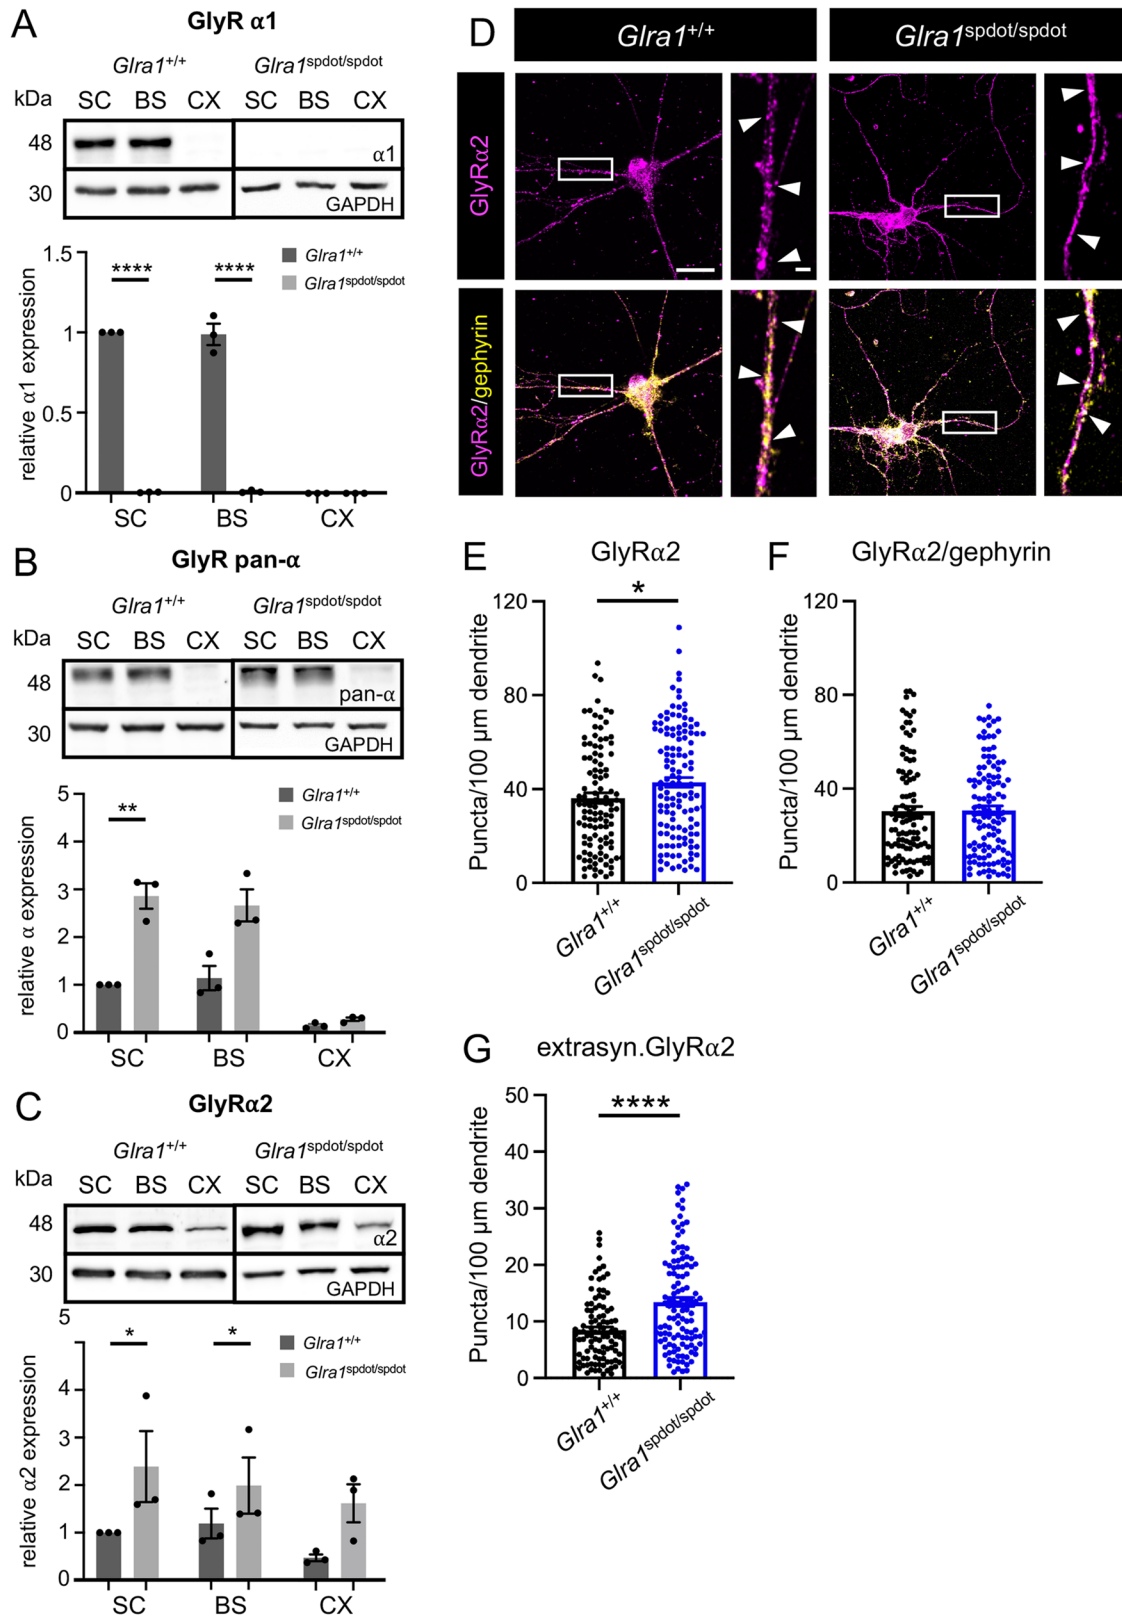 A
GlyR α1
Glra1+/+ Glra1spdot/spdot
kDa SC BS CX SC BS CX
48 α1
30 GAPDH
1.5
1
0.5
0
relative α1 expression
**** ****
Glra1+/+
Glra1spdot/spdot
SC BS CX
B
GlyR pan-α
Glra1+/+ Glra1spdot/spdot
kDa SC BS CX SC BS CX
48 pan-α
30 GAPDH
5
4
3
2
1
0
relative α expression
**
Glra1+/+
Glra1spdot/spdot
SC BS CX
C
GlyRα2
Glra1+/+ Glra1spdot/spdot
kDa SC BS CX SC BS CX
48 α2
30 GAPDH
5
4
3
2
1
0
relative α2 expression
* *
Glra1+/+
Glra1spdot/spdot
SC BS CX
D
Glra1+/+ Glra1spdot/spdot
GlyRα2
GlyRα2/gephyrin
E
GlyRα2
*
120
80
40
0
Puncta/100 µm dendrite
Glra1+/+
Glra1spdot/spdot
F
GlyRα2/gephyrin
120
80
40
0
Puncta/100 µm dendrite
Glra1+/+
Glra1spdot/spdot
G
extrasyn.GlyRα2
****
50
40
30
20
10
0
Puncta/100 µm dendrite
Glra1+/+
Glra1spdot/spdot